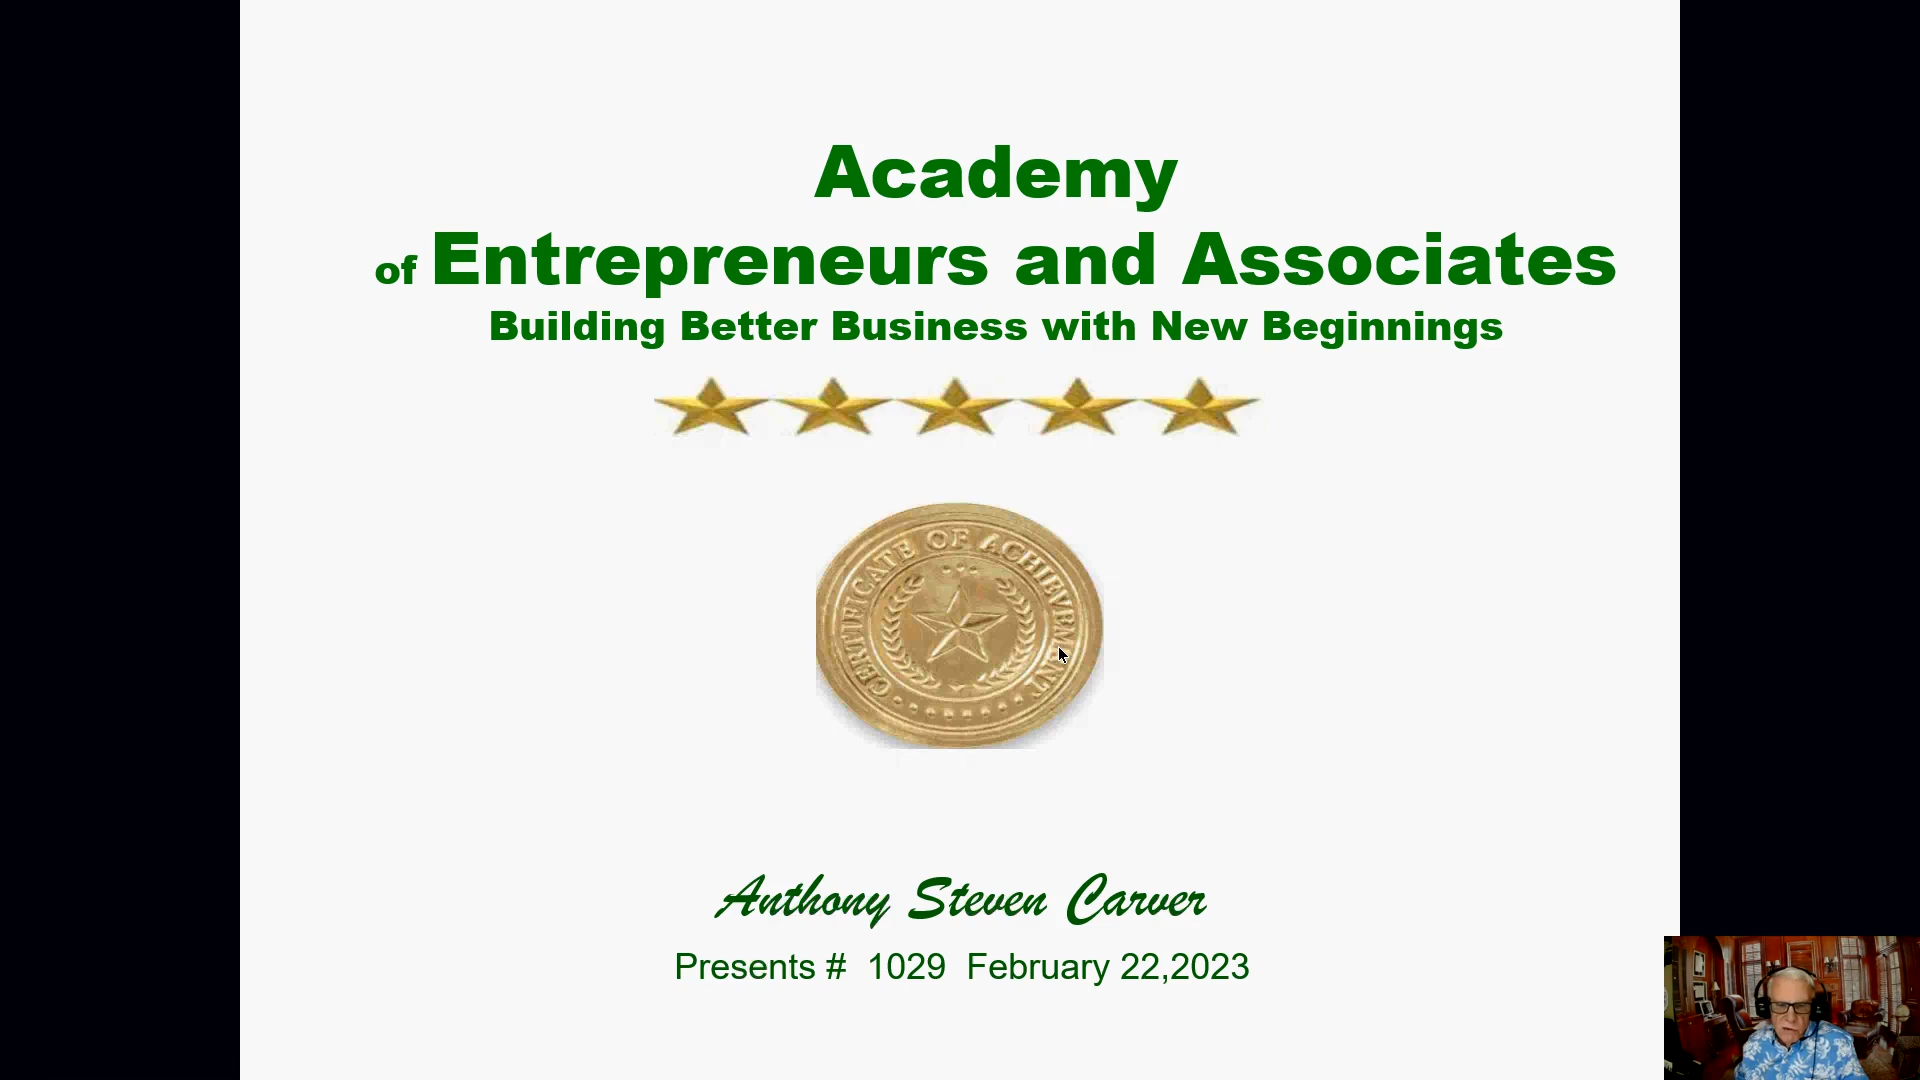 Academy
of Entrepreneurs and Associates
Building Better Business with New Beginnings
CERTIFICATE OF ACHIEVEMENT
Anthony Steven Carver
Presents # 1029 February 22,2023